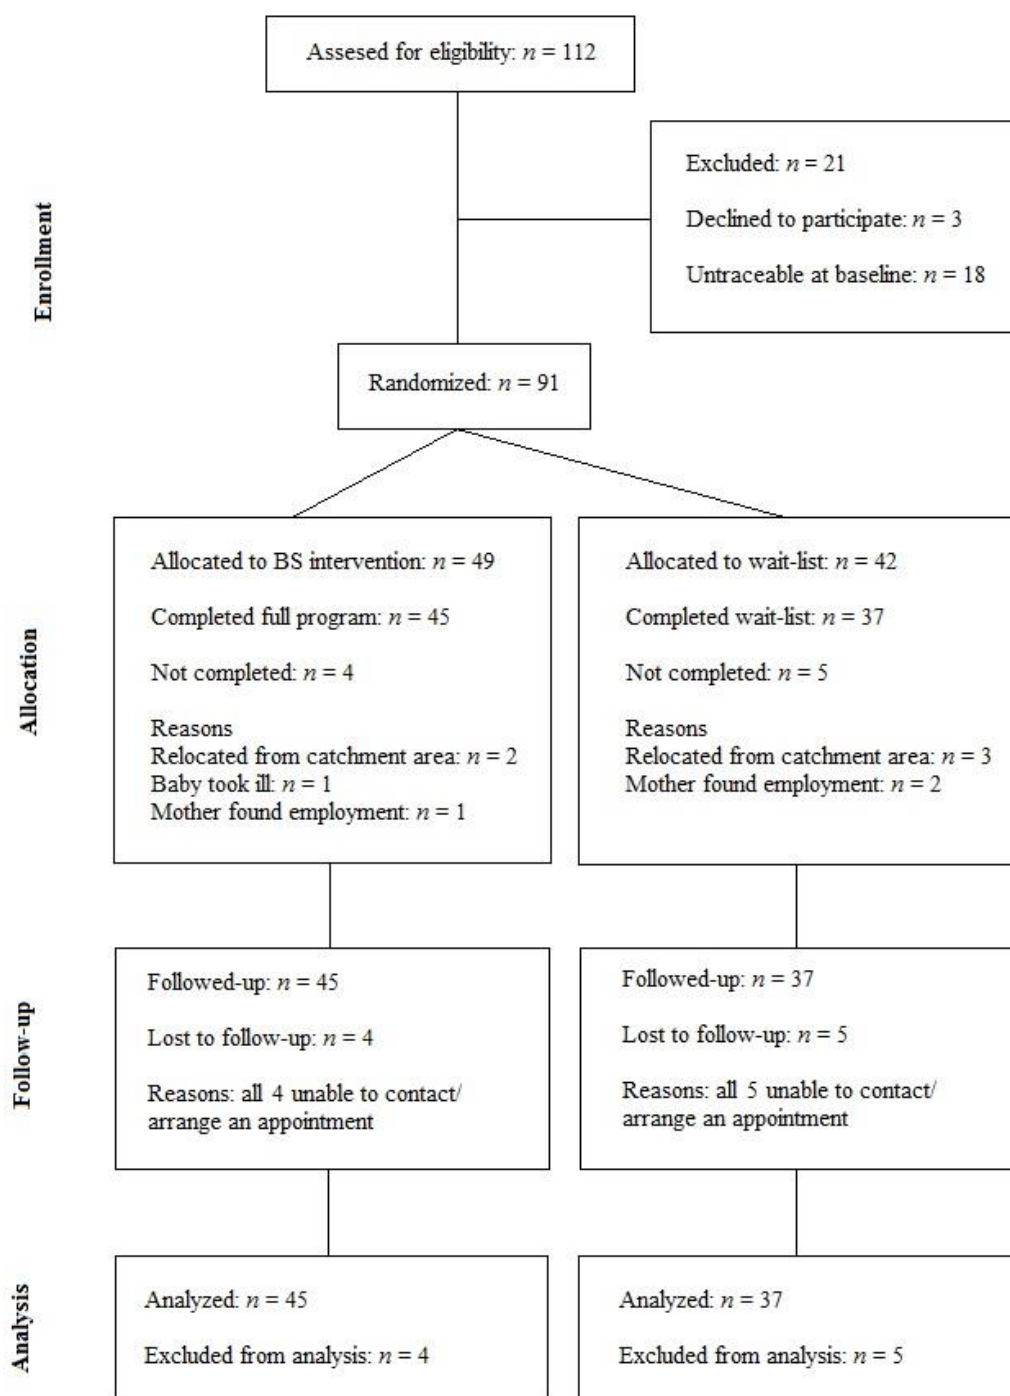 Assesed for eligibility: n = 112
Enrollment
Excluded: n = 21
Declined to participate: n = 3
Untraceable at baseline: n = 18
Randomized: n = 91
Allocation
Allocated to BS intervention: n = 49
Completed full program: n = 45
Not completed: n = 4
Reasons
Relocated from catchment area: n = 2
Baby took ill: n = 1
Mother found employment: n = 1
Allocated to wait-list: n = 42
Completed wait-list: n = 37
Not completed: n = 5
Reasons
Relocated from catchment area: n = 3
Mother found employment: n = 2
Follow-up
Followed-up: n = 45
Lost to follow-up: n = 4
Reasons: all 4 unable to contact/
arrange an appointment
Followed-up: n = 37
Lost to follow-up: n = 5
Reasons: all 5 unable to contact/
arrange an appointment
Analysis
Analyzed: n = 45
Excluded from analysis: n = 4
Analyzed: n = 37
Excluded from analysis: n = 5